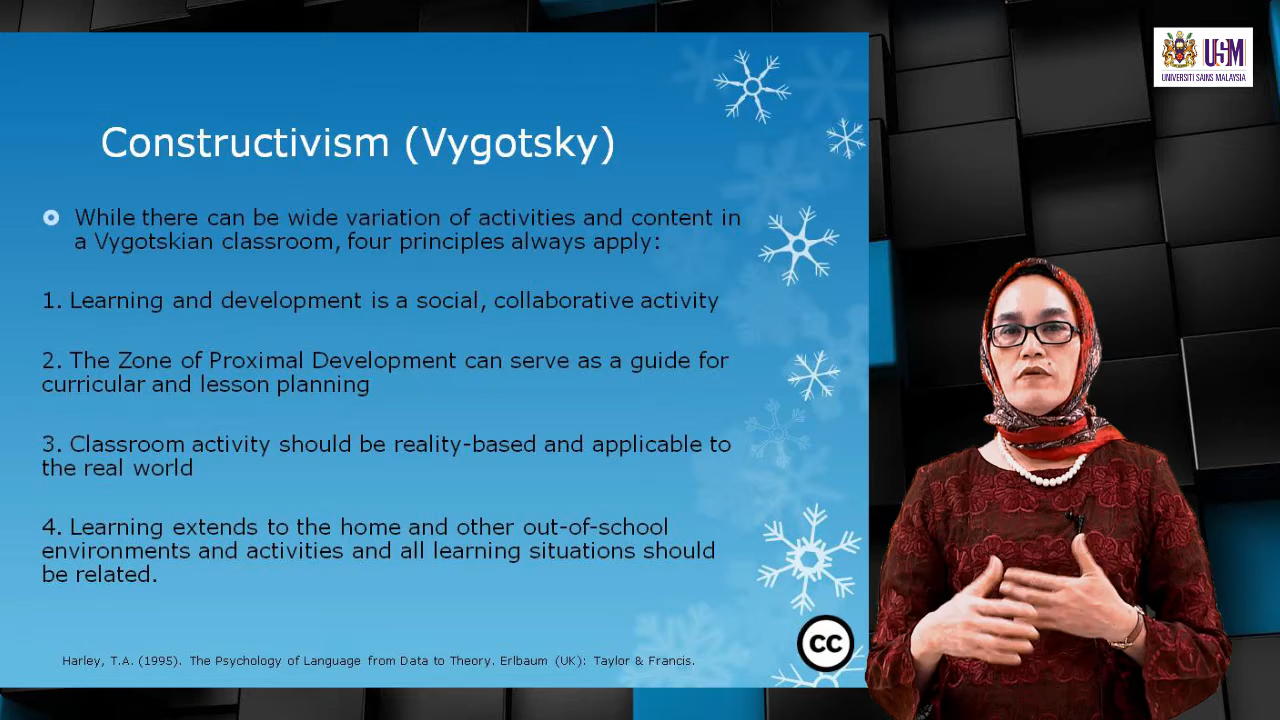 Constructivism (Vygotsky)
While there can be wide variation of activities and content in
a Vygotskian classroom, four principles always apply:
1. Learning and development is a social, collaborative activity
2. The Zone of Proximal Development can serve as a guide for
curricular and lesson planning
3. Classroom activity should be reality-based and applicable to
the real world
4. Learning extends to the home and other out-of-school
environments and activities and all learning situations should
be related.
Harley, T.A. (1995). The Psychology of Language from Data to Theory. Erlbaum (UK): Taylor & Francis.
cc
USM
UNIVERSITI SAINS MALAYSIA